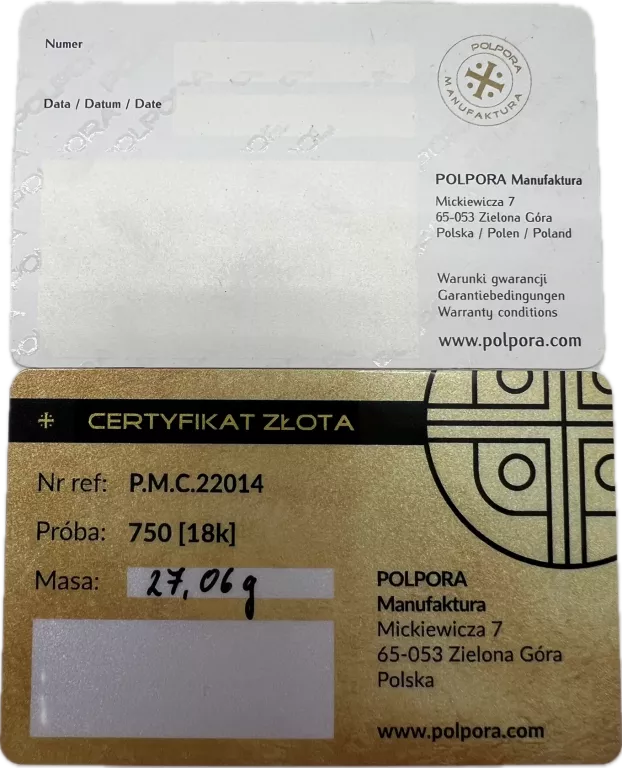 Numer
Data / Datum / Date
POLPORA
MANUFAKTURA
POLPORA Manufaktura
Mickiewicza 7
65-053 Zielona Góra
Polska / Polen / Poland
Warunki gwarancji
Garantiebedingungen
Warranty conditions
www.polpora.com
CERTYFIKAT ZŁOTA
Nr ref: P.M.C.22014
Próba: 750 [18k]
Masa: 27,06 g
POLPORA
Manufaktura
Mickiewicza 7
65-053 Zielona Góra
Polska
www.polpora.com